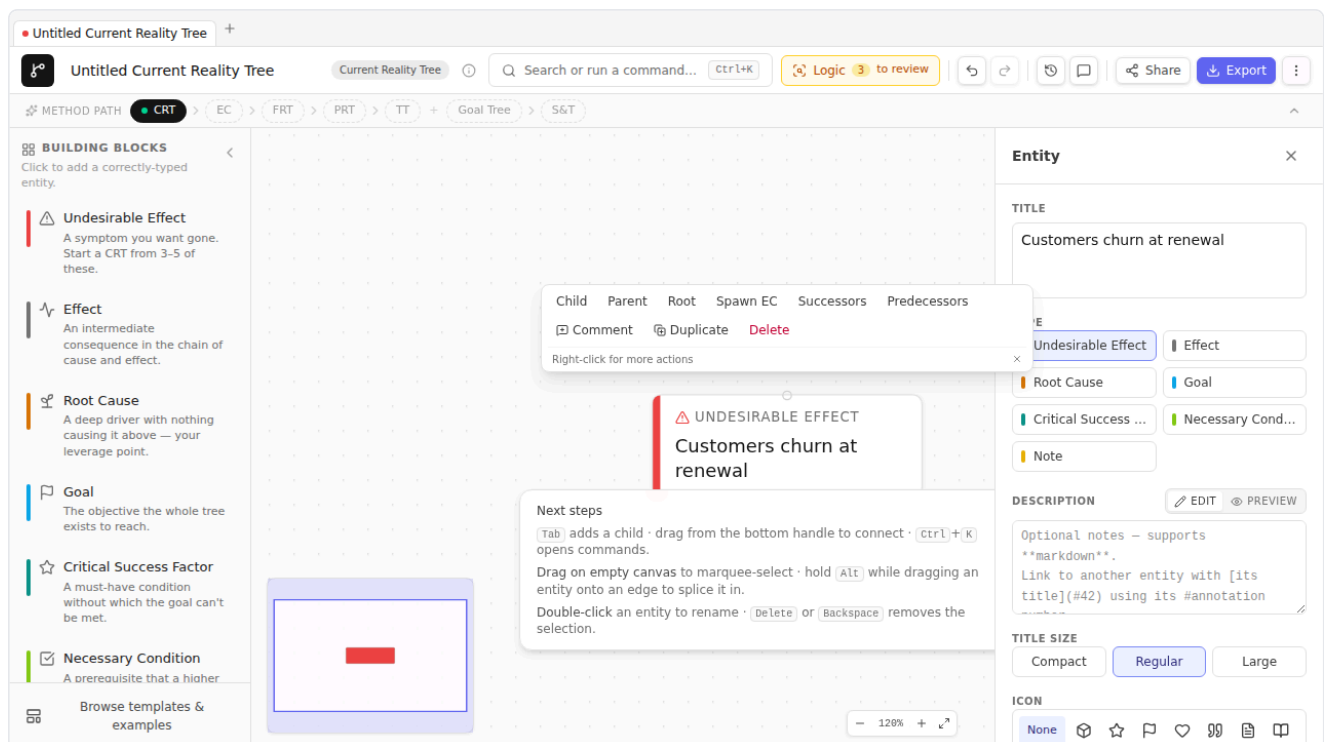 Untitled Current Reality Tree
+
Untitled Current Reality Tree
Current Reality Tree
Search or run a command... Ctrl+K
Logic 3 to review
Share
Export
METHOD PATH
CRT
EC
FRT
PRT
TT
+
Goal Tree
S&T
BUILDING BLOCKS
Click to add a correctly-typed
entity.
Undesirable Effect
A symptom you want gone.
Start a CRT from 3–5 of
these.
Effect
An intermediate
consequence in the chain of
cause and effect.
Root Cause
A deep driver with nothing
causing it above — your
leverage point.
Goal
The objective the whole tree
exists to reach.
Critical Success Factor
A must-have condition
without which the goal can't
be met.
Necessary Condition
A prerequisite that a higher
Browse templates &
examples
Child Parent Root Spawn EC Successors Predecessors
Comment Duplicate Delete
Right-click for more actions ×
UNDESIRABLE EFFECT
Customers churn at
renewal
Next steps
Tab adds a child · drag from the bottom handle to connect · Ctrl+K
opens commands.
Drag on empty canvas to marquee-select · hold Alt while dragging an
entity onto an edge to splice it in.
Double-click an entity to rename · Delete or Backspace removes the
selection.
− 120% +
Entity
TITLE
Customers churn at renewal
Undesirable Effect
Effect
Root Cause
Goal
Critical Success ...
Necessary Cond...
Note
DESCRIPTION
EDIT PREVIEW
Optional notes — supports
**markdown**.
Link to another entity with [its
title](#42) using its #annotation
TITLE SIZE
Compact Regular Large
ICON
None